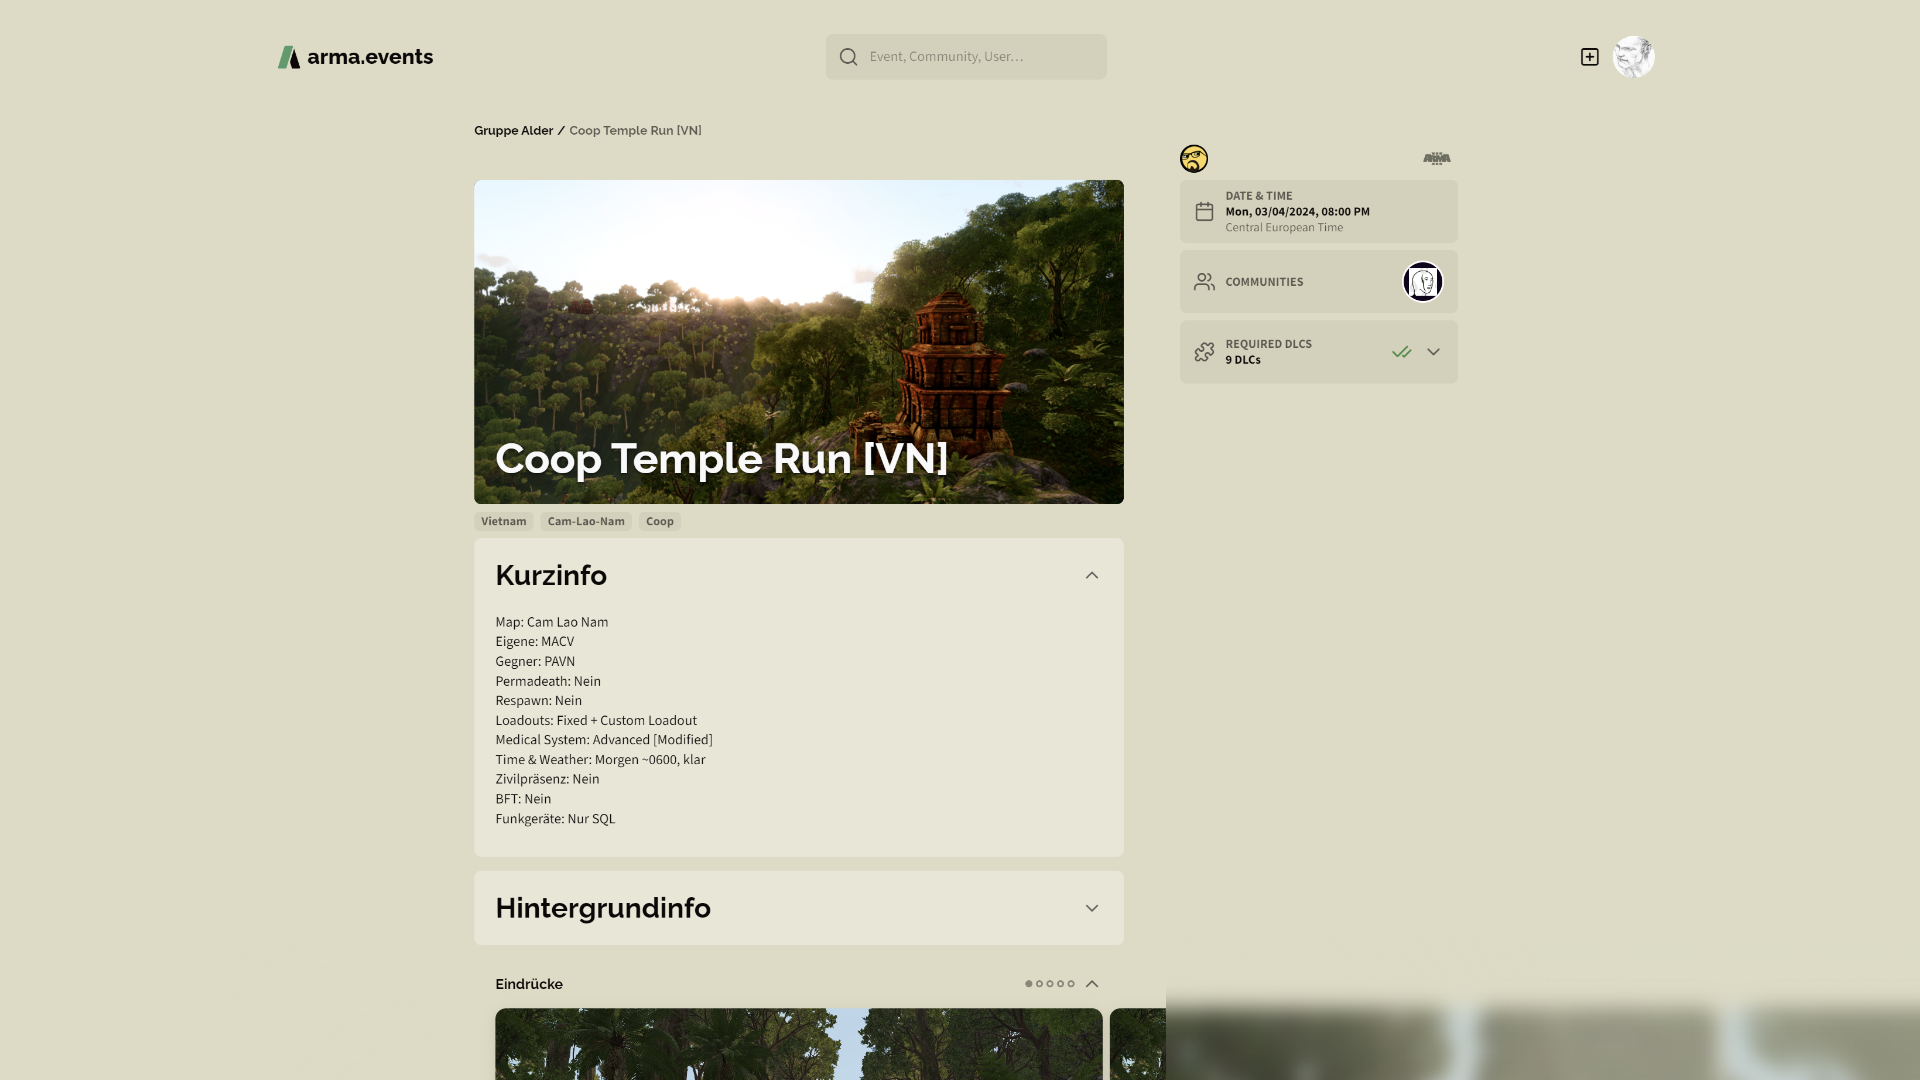 arma.events
Event, Community, User...
Gruppe Alder / Coop Temple Run [VN]
ARMA
Coop Temple Run [VN]
Vietnam
Cam-Lao-Nam
Coop
DATE & TIME
Mon, 03/04/2024, 08:00 PM
Central European Time
COMMUNITIES
REQUIRED DLCS
9 DLCs
Kurzinfo
Map: Cam Lao Nam
Eigene: MACV
Gegner: PAVN
Permadeath: Nein
Respawn: Nein
Loadouts: Fixed + Custom Loadout
Medical System: Advanced [Modified]
Time & Weather: Morgen ~0600, klar
Zivilpräsenz: Nein
BFT: Nein
Funkgeräte: Nur SQL
Hintergrundinfo
Eindrücke